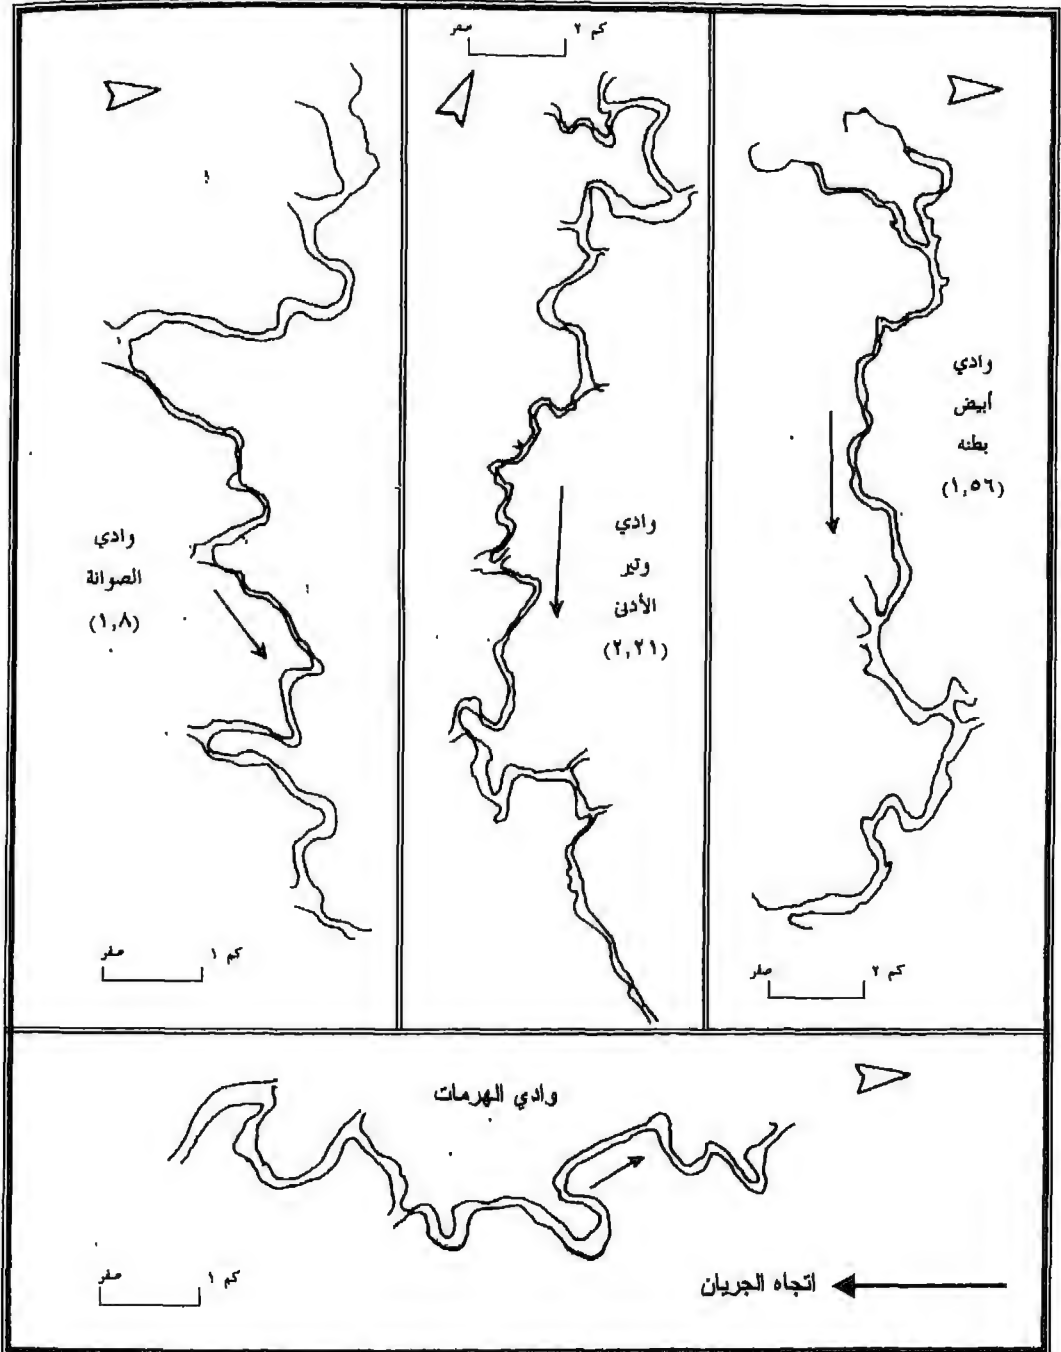 صفر كم ٢
وادي
أبيض
بطنه
(١,٥٦)
صفر كم ٢
وادي
وتير
الأدنى
(٢,٢١)
وادي
الصوانة
(١,٨)
صفر كم ١
وادي الهرمات
صفر كم ١
اتجاه الجريان